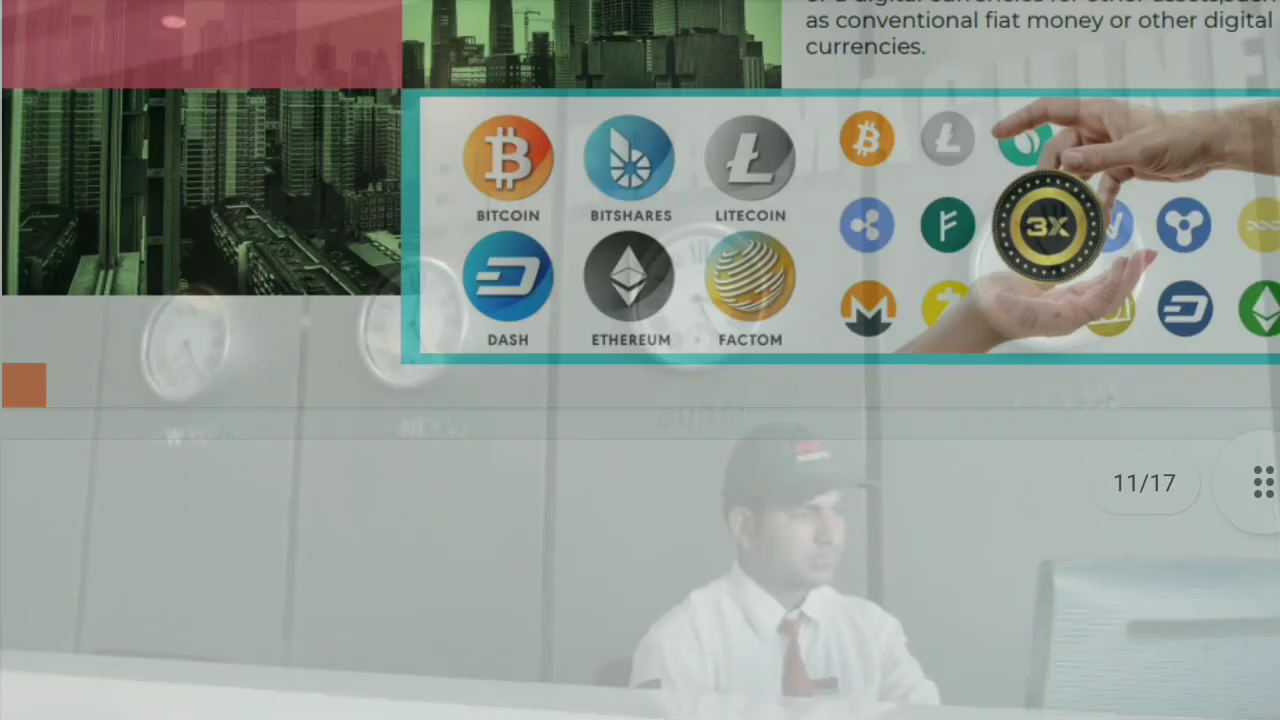 as conventional fiat money or other digital
currencies.
BITCOIN
BITSHARES
LITECOIN
3X
DASH
ETHEREUM
FACTOM
11/17